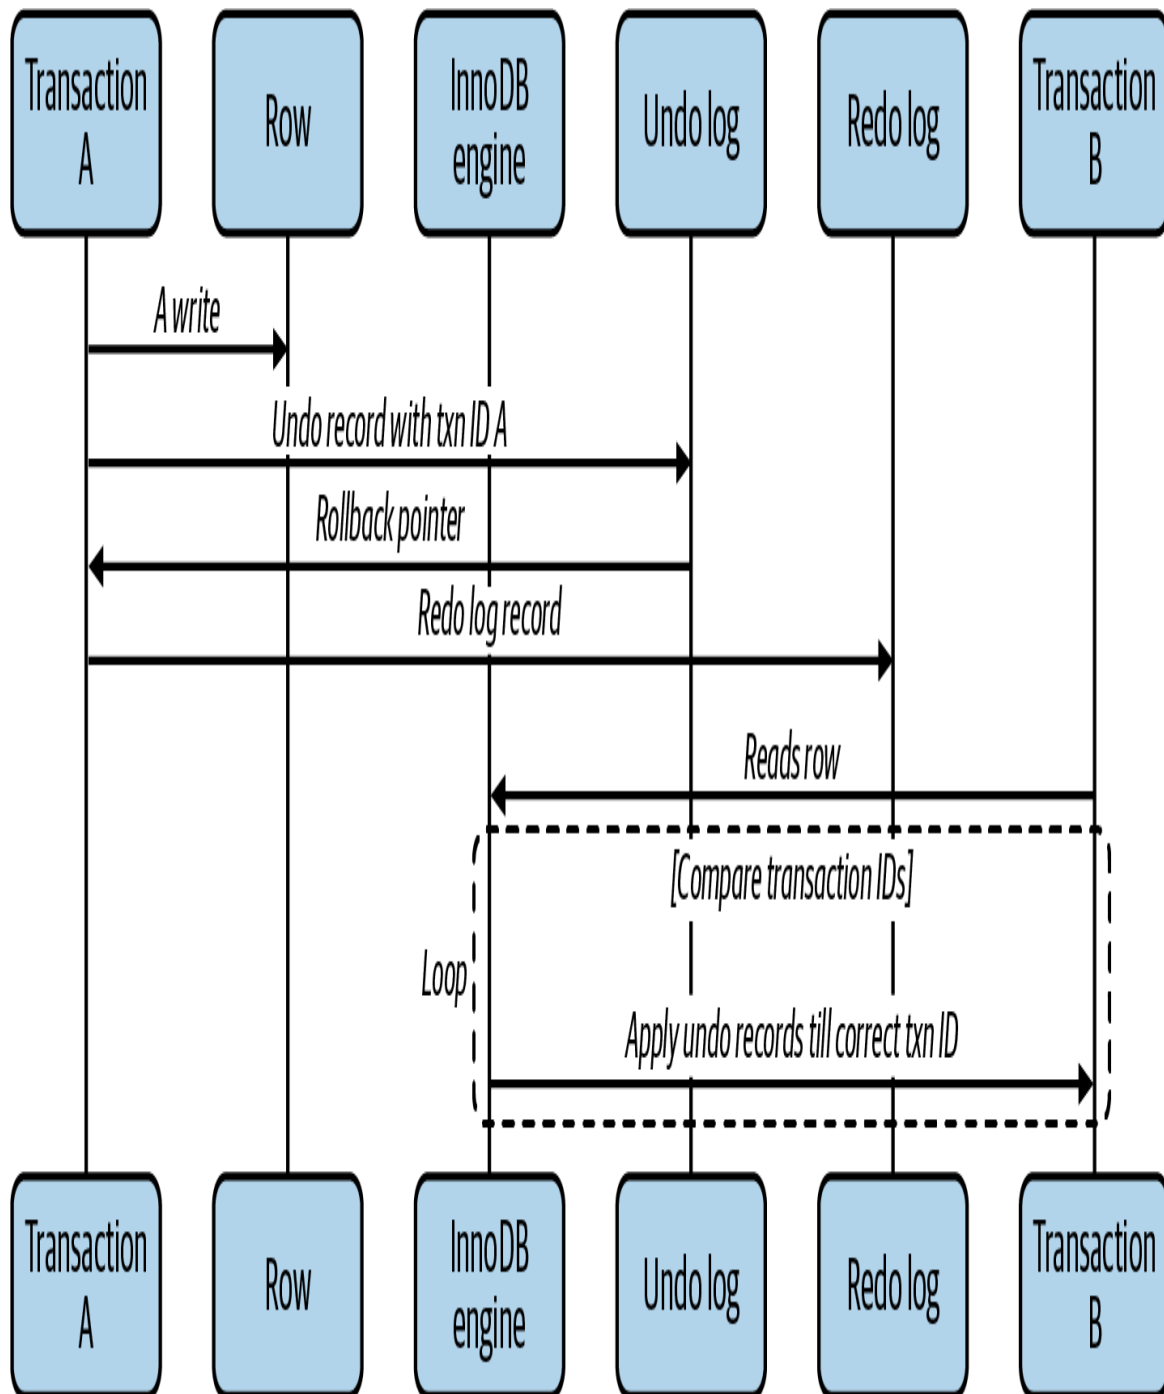 Transaction
A
Row
InnoDB
engine
Undo log
Redo log
Transaction
B
A write
Undo record with txn ID A
Rollback pointer
Redo log record
Reads row
[Compare transaction IDs]
Loop
Apply undo records till correct txn ID
Transaction
A
Row
InnoDB
engine
Undo log
Redo log
Transaction
B